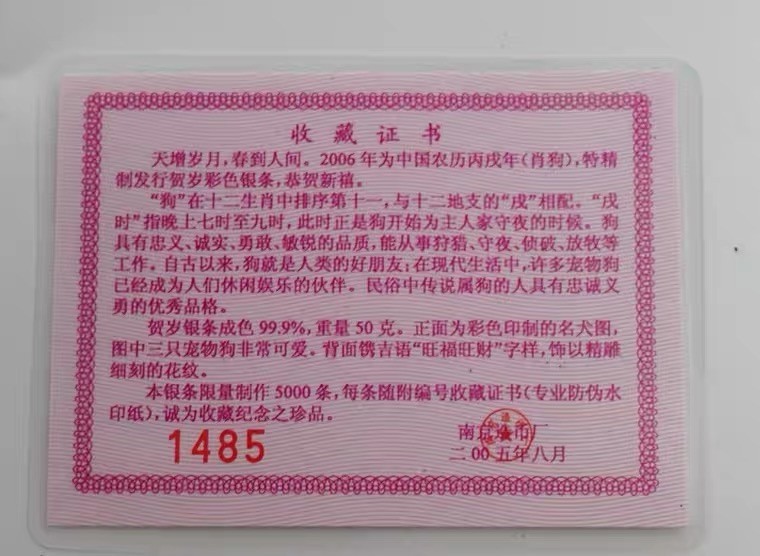 收藏证书
天增岁月，春到人间。2006年为中国农历丙戌年（肖狗），特精
制发行贺岁彩色银条，恭贺新禧。
“狗”在十二生肖中排序第十一，与十二地支的“戌”相配。“戌
时”指晚上七时至九时，此时正是狗开始为主人家守夜的时候。狗
具有忠义、诚实、勇敢、敏锐的品质，能从事狩猎、守夜、侦破、放牧等
工作。自古以来，狗就是人类的好朋友；在现代生活中，许多宠物狗
已经成为人们休闲娱乐的伙伴。民俗中传说属狗的人具有忠诚义
勇的优秀品格。
贺岁银条成色99.9%，重量50克。正面为彩色印制的名犬图，
图中三只宠物狗非常可爱。背面镌吉语“旺福旺财”字样，饰以精雕
细刻的花纹。
本银条限量制作5000条，每条随附编号收藏证书（专业防伪水
印纸），诚为收藏纪念之珍品。
1485
南京造币厂
二00五年八月